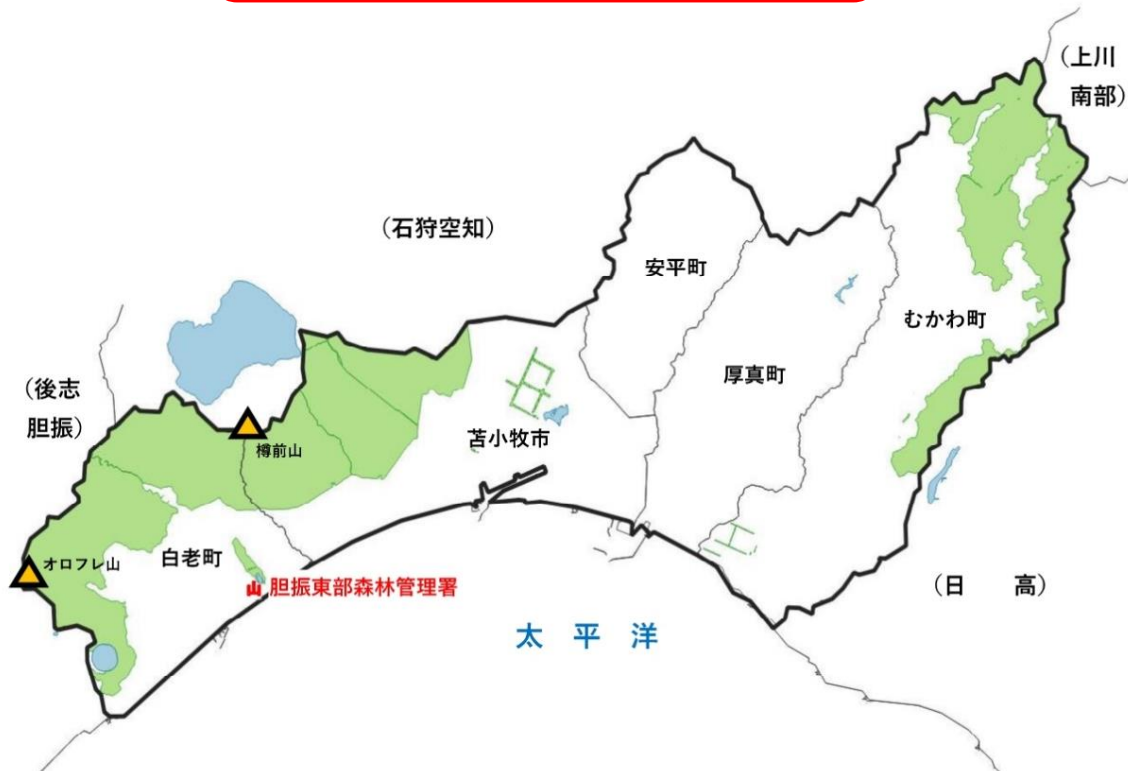 (上川
南部)
(石狩空知)
安平町
むかわ町
厚真町
(後志
胆振)
樽前山
苫小牧市
オロフレ山
白老町
胆振東部森林管理署
(日 高)
太 平 洋